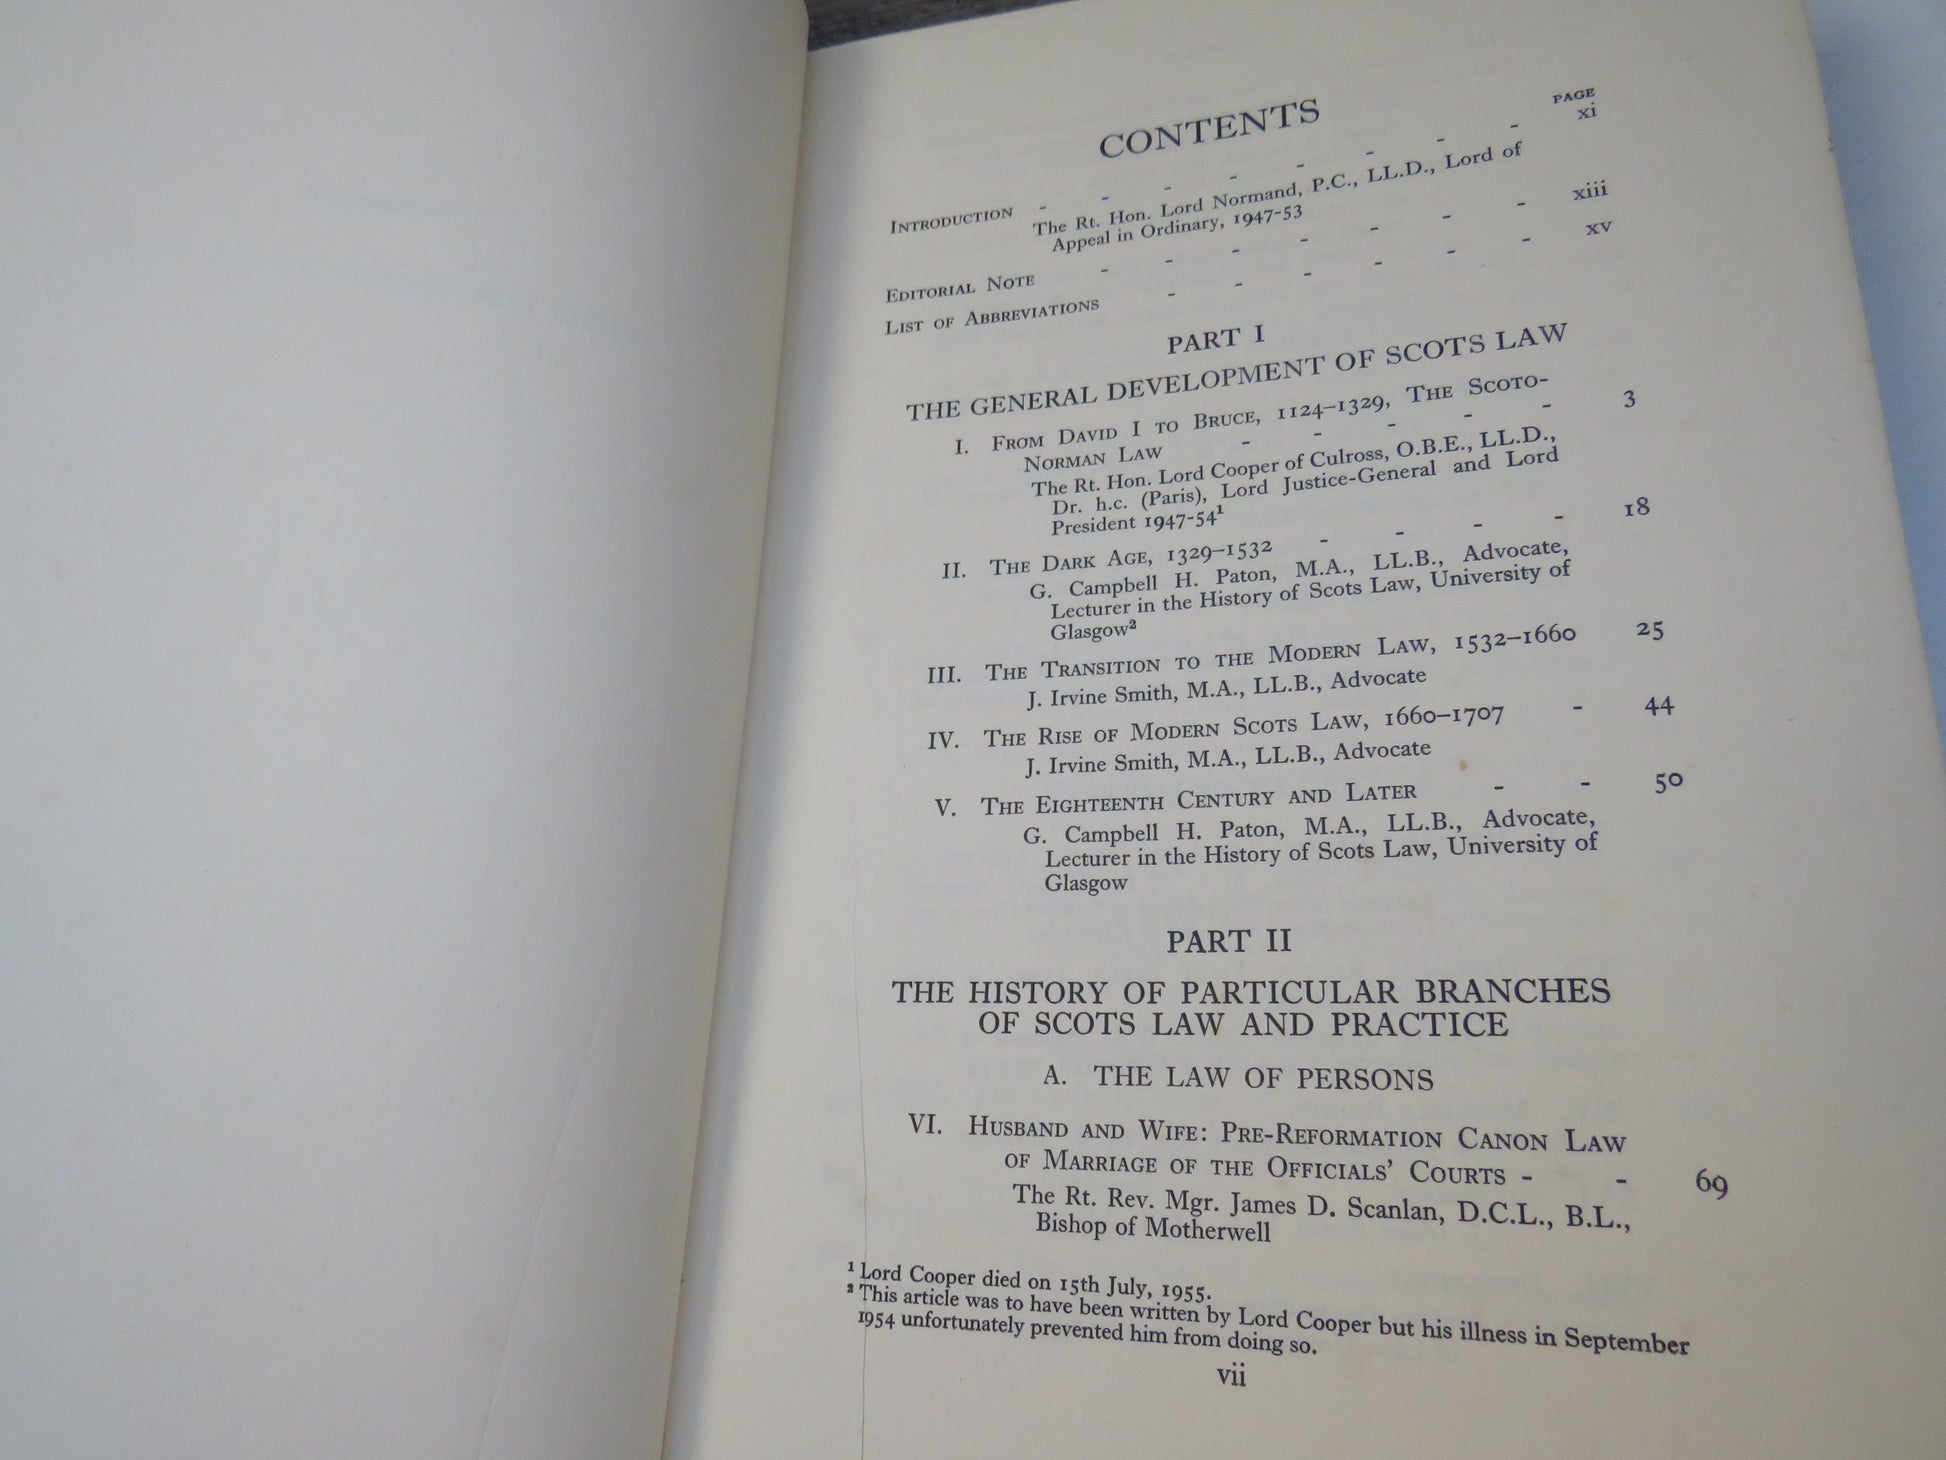 CONTENTS
PAGE
INTRODUCTION - - - - - - - - xi
The Rt. Hon. Lord Normand, P.C., LL.D., Lord of
Appeal in Ordinary, 1947-53
EDITORIAL NOTE - - - - - - - xiii
LIST OF ABBREVIATIONS - - - - - - xv
PART I
THE GENERAL DEVELOPMENT OF SCOTS LAW
I. FROM DAVID I TO BRUCE, 1124–1329, THE SCOTO-
NORMAN LAW - - - - - 3
The Rt. Hon. Lord Cooper of Culross, O.B.E., LL.D.,
Dr. h.c. (Paris), Lord Justice-General and Lord
President 1947-54¹
II. THE DARK AGE, 1329–1532 - - - - 18
G. Campbell H. Paton, M.A., LL.B., Advocate,
Lecturer in the History of Scots Law, University of
Glasgow²
III. THE TRANSITION TO THE MODERN LAW, 1532–1660 25
J. Irvine Smith, M.A., LL.B., Advocate
IV. THE RISE OF MODERN SCOTS LAW, 1660–1707 - 44
J. Irvine Smith, M.A., LL.B., Advocate
V. THE EIGHTEENTH CENTURY AND LATER - - 50
G. Campbell H. Paton, M.A., LL.B., Advocate,
Lecturer in the History of Scots Law, University of
Glasgow
PART II
THE HISTORY OF PARTICULAR BRANCHES
OF SCOTS LAW AND PRACTICE
A. THE LAW OF PERSONS
VI. HUSBAND AND WIFE: PRE-REFORMATION CANON LAW
OF MARRIAGE OF THE OFFICIALS' COURTS - - 69
The Rt. Rev. Mgr. James D. Scanlan, D.C.L., B.L.,
Bishop of Motherwell
¹ Lord Cooper died on 15th July, 1955.
² This article was to have been written by Lord Cooper but his illness in September
1954 unfortunately prevented him from doing so.
vii